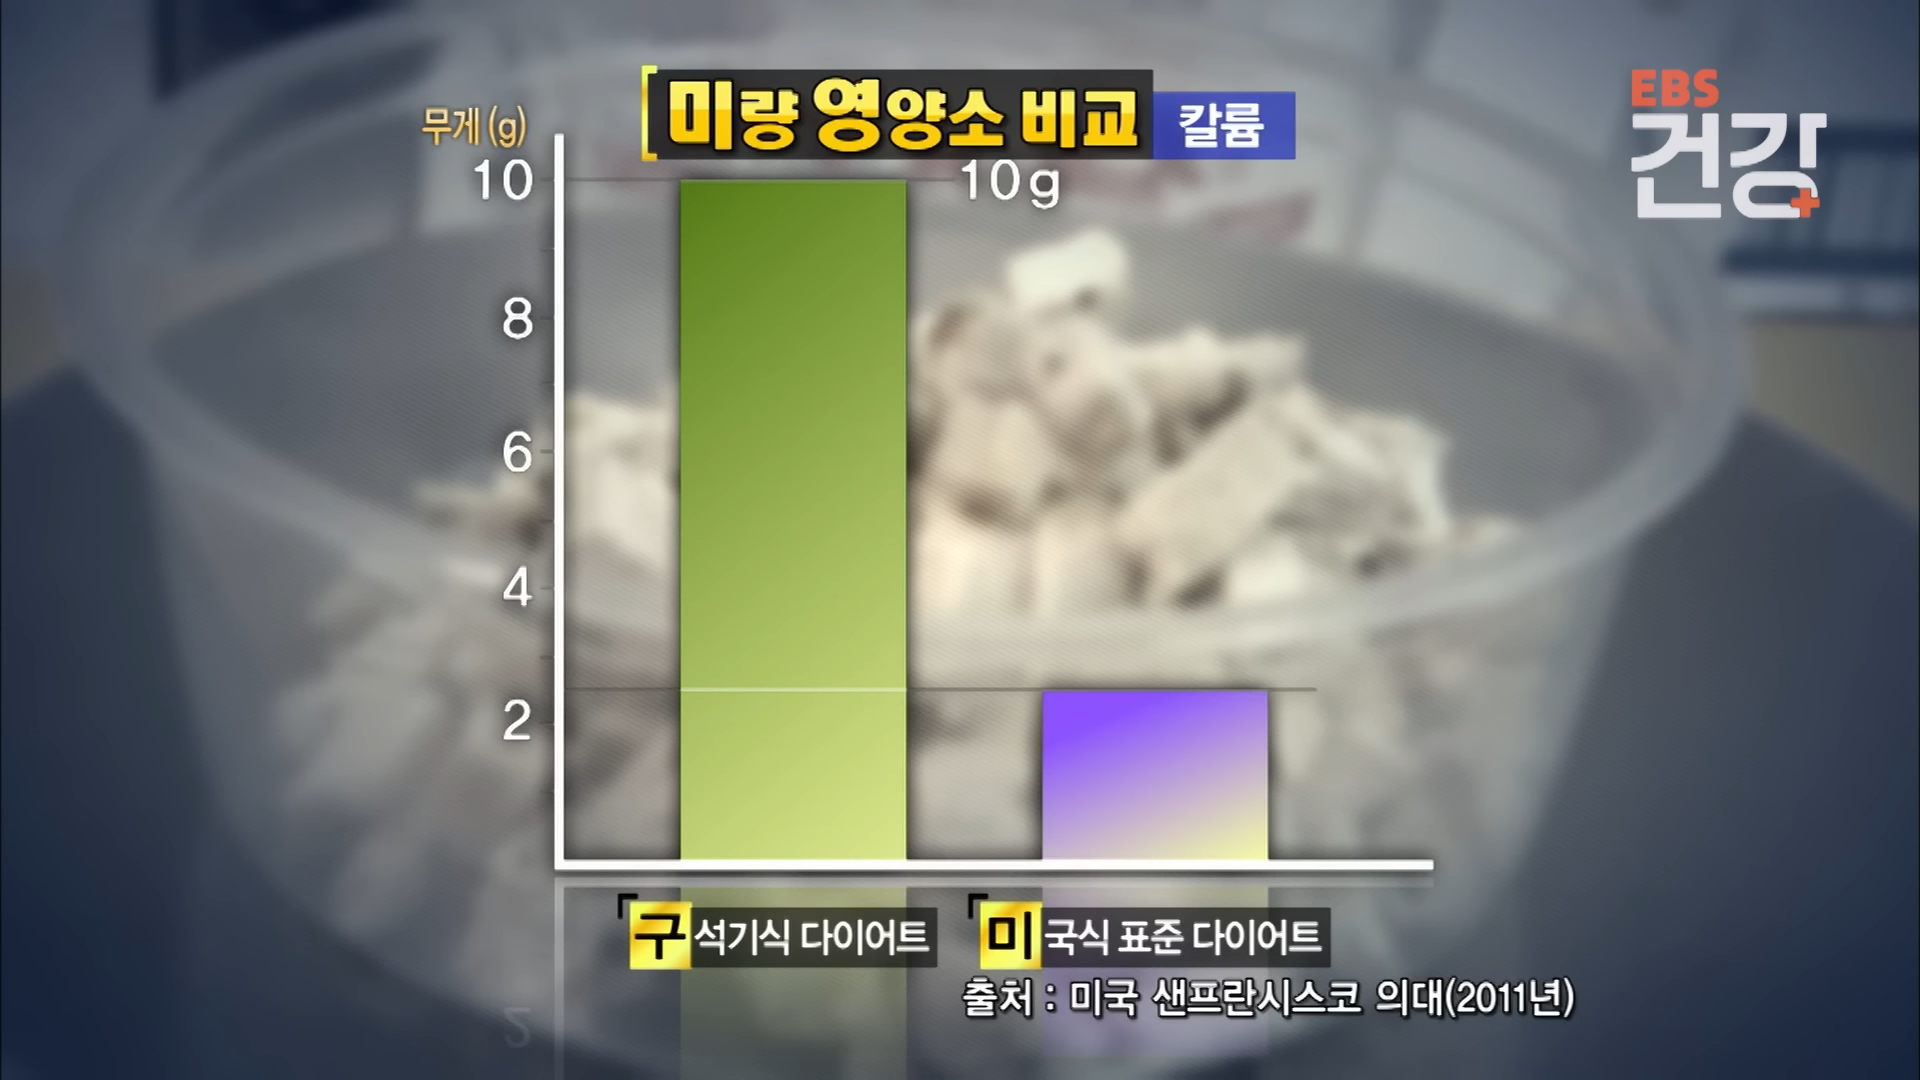 미량 영양소 비교 칼륨
EBS
건강
무게(g)
10
10g
8
6
4
2
구석기식 다이어트
미국식 표준 다이어트
출처 : 미국 샌프란시스코 의대(2011년)